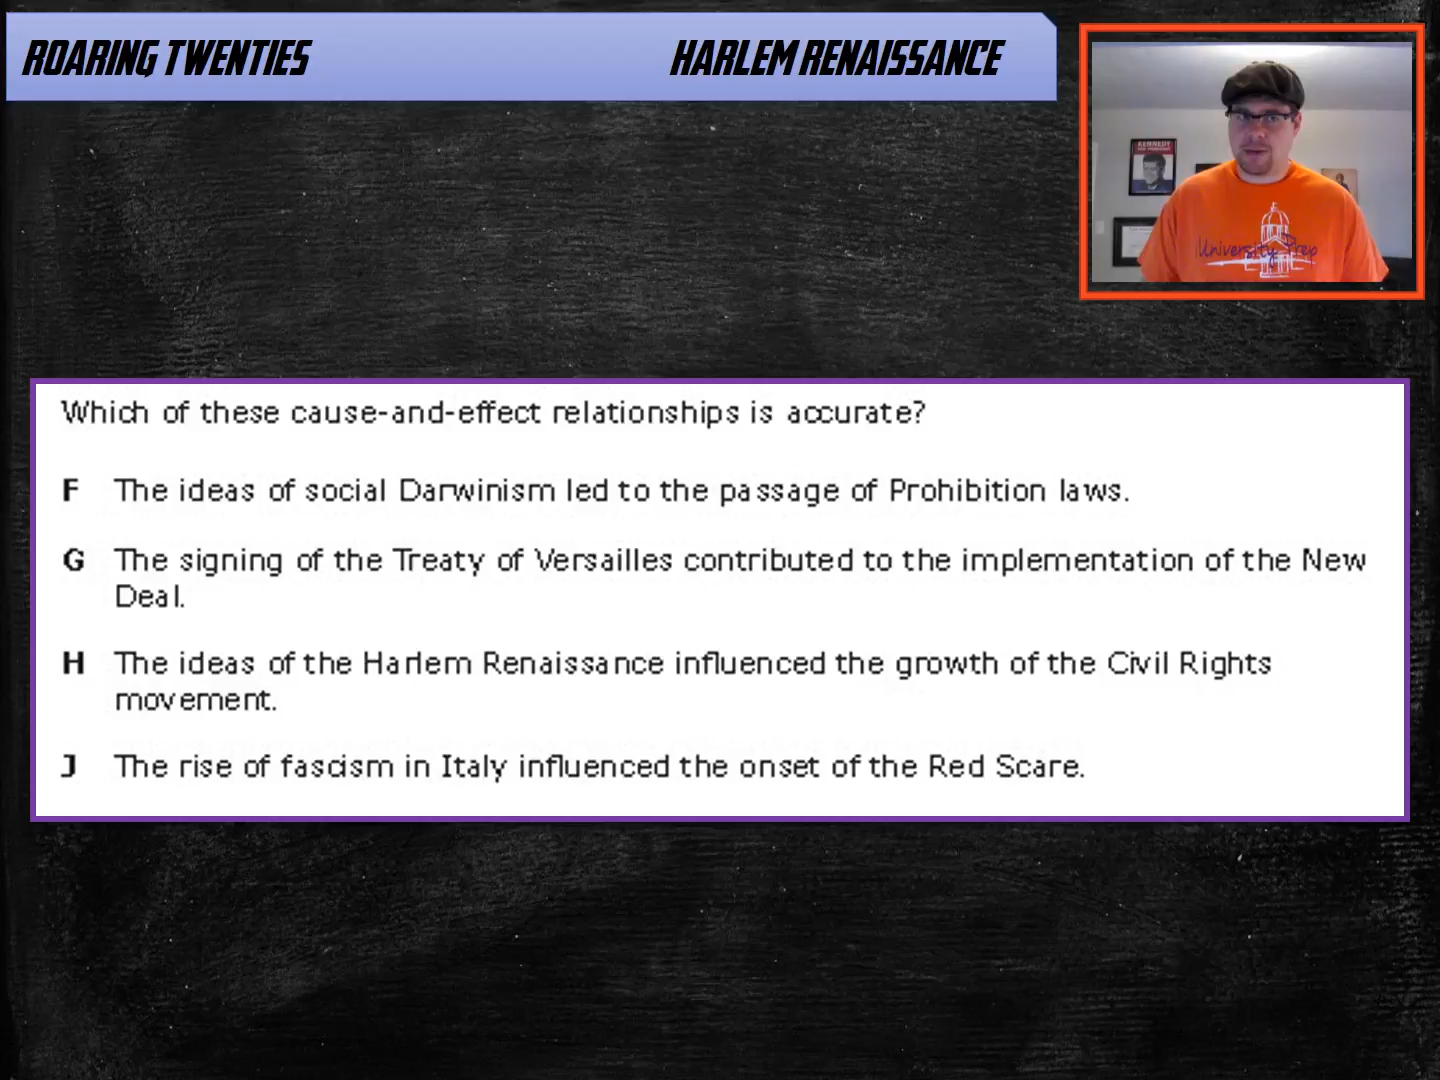 ROARING TWENTIES
HARLEM RENAISSANCE
KENNEDY
University Prep
Which of these cause-and-effect relationships is accurate?
F The ideas of social Darwinism led to the passage of Prohibition laws.
G The signing of the Treaty of Versailles contributed to the implementation of the New
Deal.
H The ideas of the Harlem Renaissance influenced the growth of the Civil Rights
movement.
J The rise of fascism in Italy influenced the onset of the Red Scare.